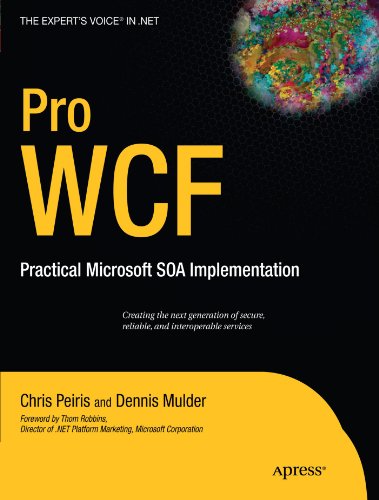 THE EXPERT'S VOICE® IN .NET
Pro
WCF
Practical Microsoft SOA Implementation
Creating the next generation of secure,
reliable, and interoperable services
Chris Peiris and Dennis Mulder
Foreword by Thom Robbins,
Director of .NET Platform Marketing, Microsoft Corporation
Apress®